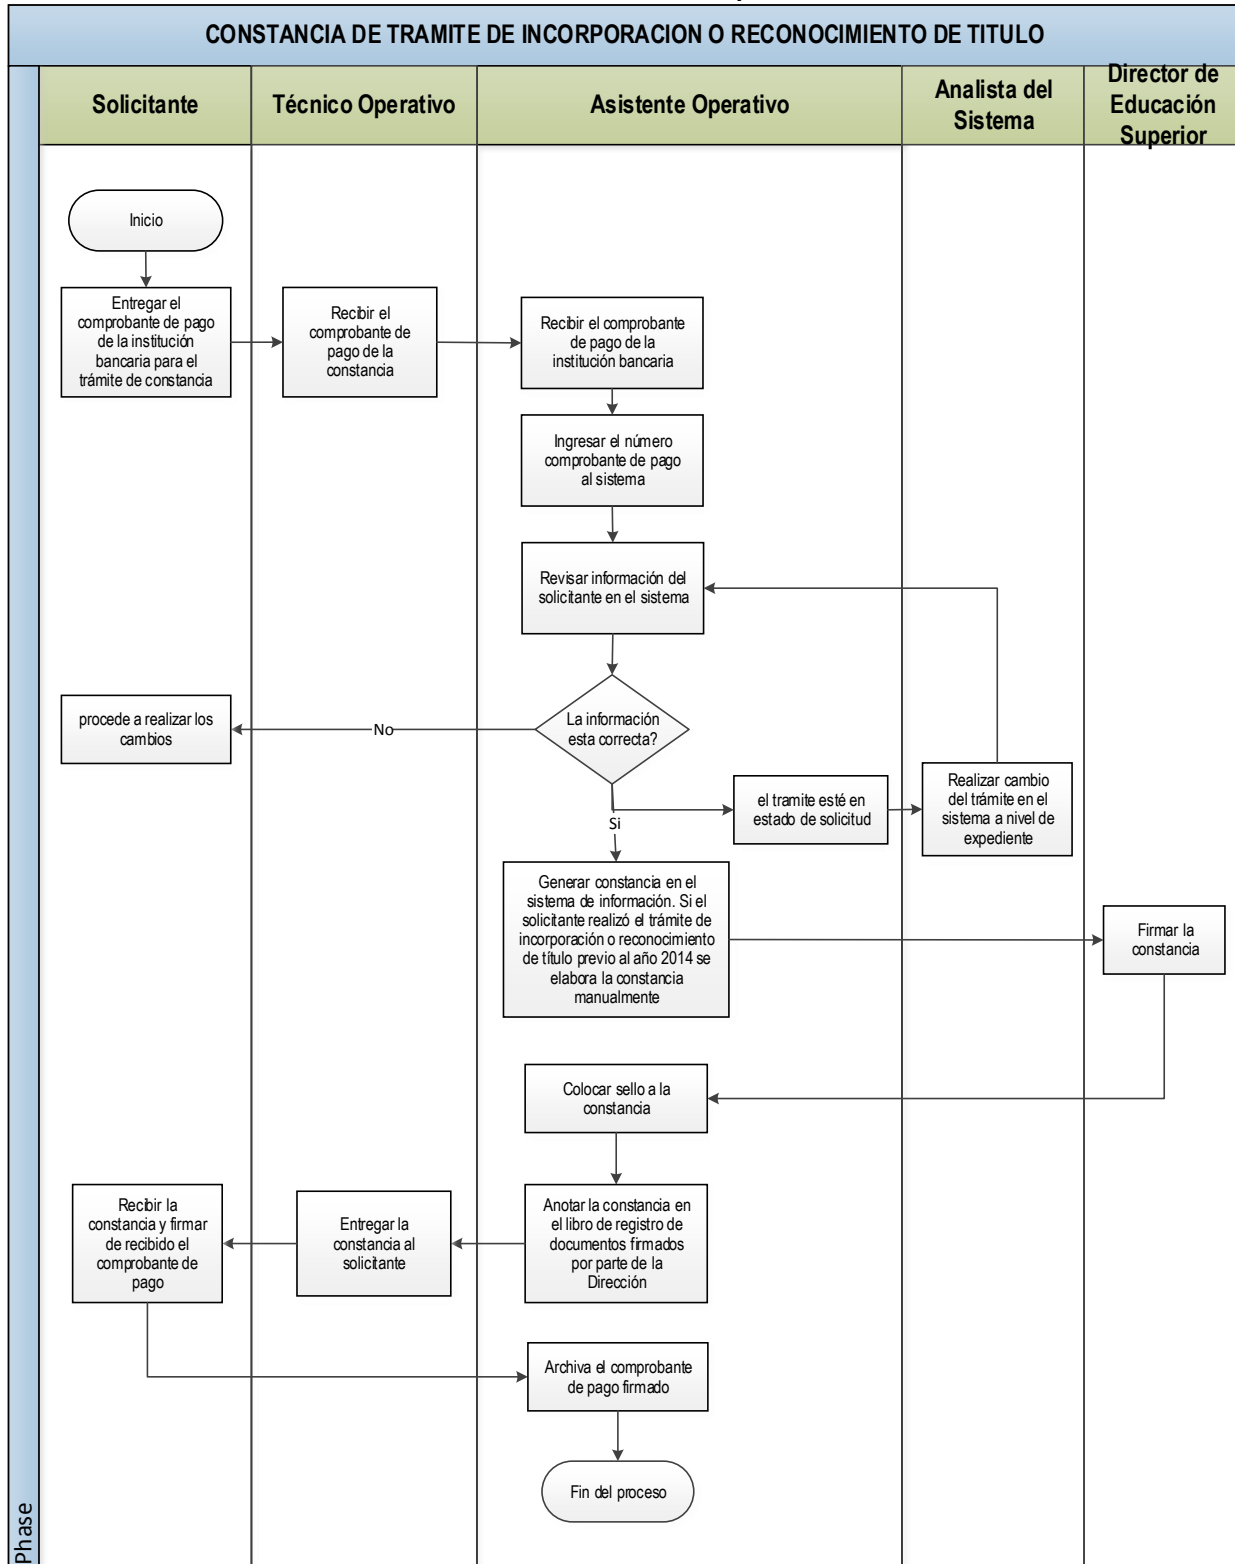 CONSTANCIA DE TRAMITE DE INCORPORACION O RECONOCIMIENTO DE TITULO
Solicitante
Técnico Operativo
Asistente Operativo
Analista del
Sistema
Director de
Educación
Superior
Inicio
Entregar el
comprobante de pago
de la institución
bancaria para el
trámite de constancia
Recibir el
comprobante de
pago de la
constancia
Recibir el comprobante
de pago de la
institución bancaria
Ingresar el número
comprobante de pago
al sistema
Revisar información del
solicitante en el sistema
La información
esta correcta?
No
procede a realizar los
cambios
Si
el tramite esté en
estado de solicitud
Realizar cambio
del trámite en el
sistema a nivel de
expediente
Generar constancia en el
sistema de información. Si el
solicitante realizó el trámite de
incorporación o reconocimiento
de título previo al año 2014 se
elabora la constancia
manualmente
Firmar la
constancia
Colocar sello a la
constancia
Anotar la constancia en
el libro de registro de
documentos firmados
por parte de la
Dirección
Entregar la
constancia al
solicitante
Recibir la
constancia y firmar
de recibido el
comprobante de
pago
Archiva el comprobante
de pago firmado
Fin del proceso
Phase